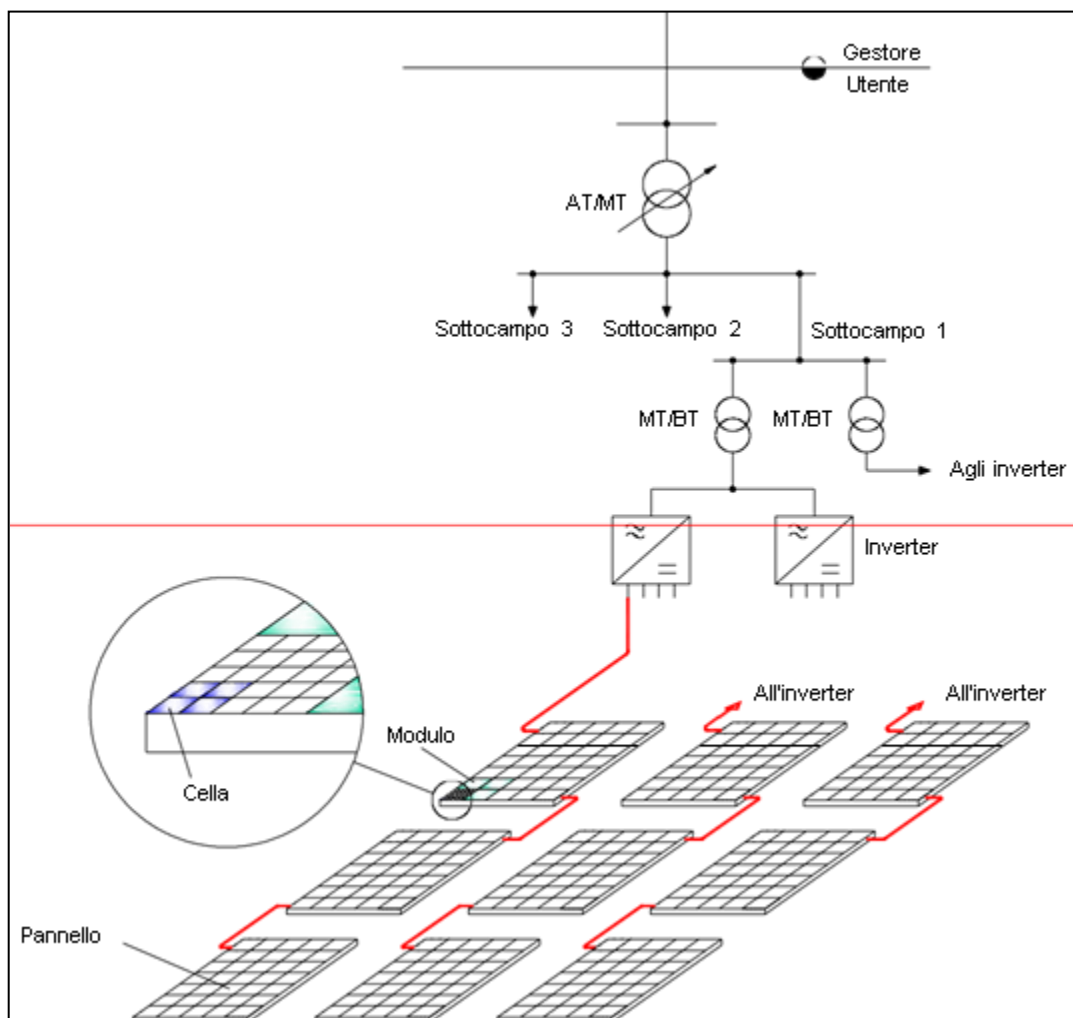 Gestore
Utente
AT/MT
Sottocampo 3
Sottocampo 2
Sottocampo 1
MT/BT
MT/BT
Agli inverter
Inverter
All'inverter
All'inverter
Modulo
Cella
Pannello